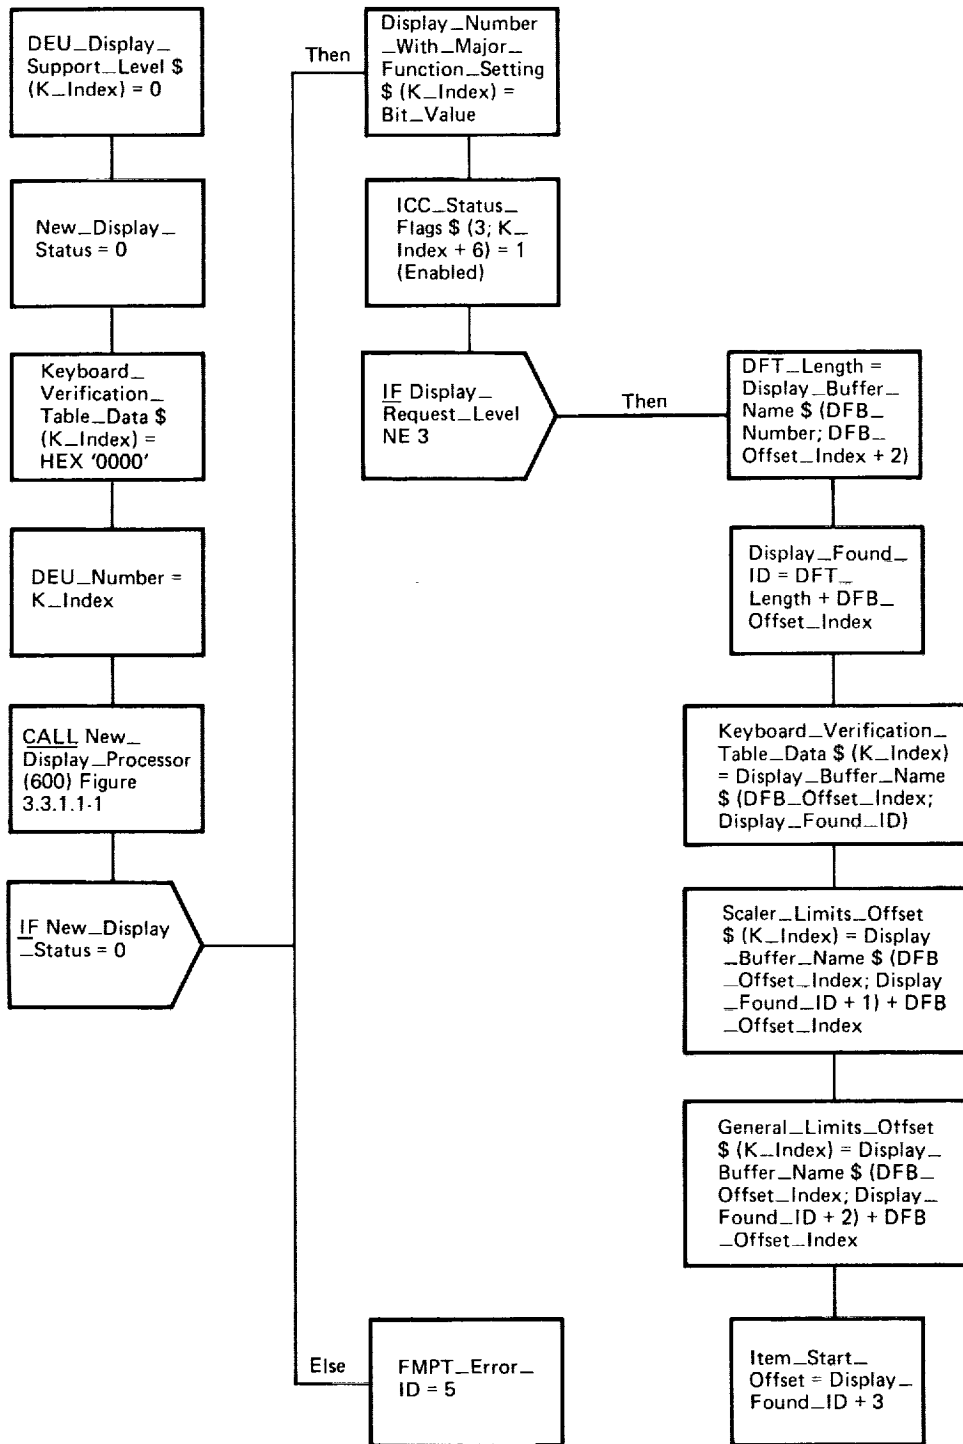 DEU_Display_
Support_Level $
(K_Index) = 0
New_Display_
Status = 0
Keyboard_
Verification_
Table_Data $
(K_Index) =
HEX '0000'
DEU_Number =
K_Index
CALL New_
Display_Processor
(600) Figure
3.3.1.1-1
IF New_Display
_Status = 0
Then
Display_Number
_With_Major_
Function_Setting
$ (K_Index) =
Bit_Value
ICC_Status_
Flags $ (3; K_
Index + 6) = 1
(Enabled)
IF Display_
Request_Level
NE 3
Then
DFT_Length =
Display_Buffer_
Name $ (DFB_
Number; DFB_
Offset_Index + 2)
Display_Found_
ID = DFT_
Length + DFB_
Offset_Index
Keyboard_Verification_
Table_Data $ (K_Index)
= Display_Buffer_Name
$ (DFB_Offset_Index;
Display_Found_ID)
Scaler_Limits_Offset
$ (K_Index) = Display
_Buffer_Name $ (DFB
_Offset_Index; Display
_Found_ID + 1) + DFB
_Offset_Index
General_Limits_Offset
$ (K_Index) = Display_
Buffer_Name $ (DFB_
Offset_Index; Display_
Found_ID + 2) + DFB
_Offset_Index
Item_Start_
Offset = Display_
Found_ID + 3
Else
FMPT_Error_
ID = 5